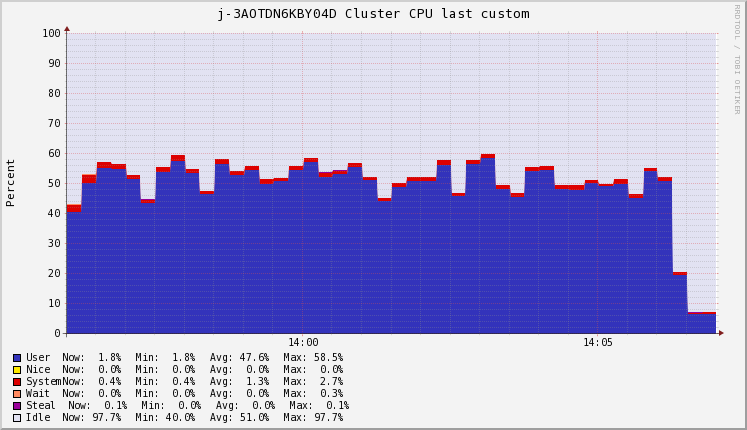 j-3AOTDN6KBY04D Cluster CPU last custom
RRDTOOL / TOBI OETIKER
Percent
100
90
80
70
60
50
40
30
20
10
0
14:00 14:05
User Now: 1.8% Min: 1.8% Avg: 47.6% Max: 58.5%
Nice Now: 0.0% Min: 0.0% Avg: 0.0% Max: 0.0%
System Now: 0.4% Min: 0.4% Avg: 1.3% Max: 2.7%
Wait Now: 0.0% Min: 0.0% Avg: 0.0% Max: 0.3%
Steal Now: 0.1% Min: 0.0% Avg: 0.0% Max: 0.1%
Idle Now: 97.7% Min: 40.0% Avg: 51.0% Max: 97.7%